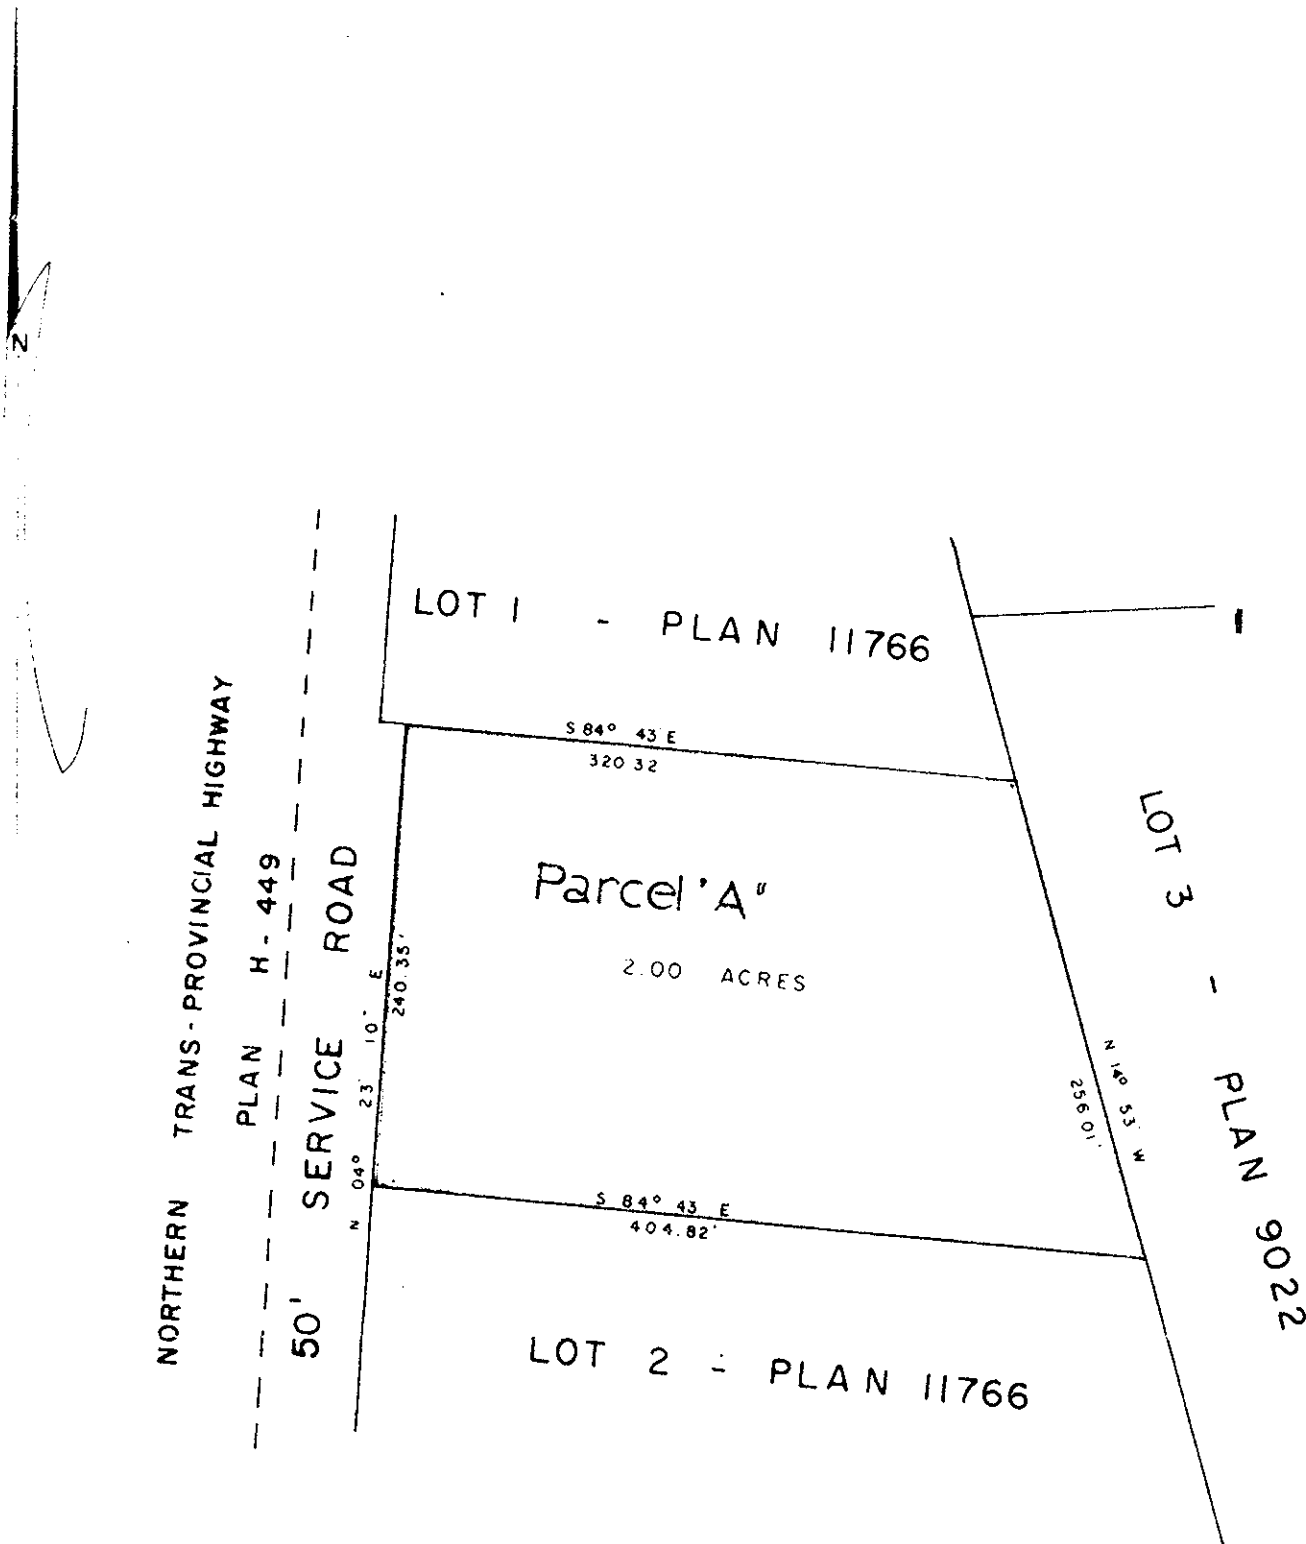 N
LOT 1 - PLAN 11766
S 84° 43' E
320 32
Parcel 'A"
2.00 ACRES
NORTHERN TRANS-PROVINCIAL HIGHWAY
PLAN H-449
50' SERVICE ROAD
N 04° 23' 10" E
240.35'
N 14° 53' W
256 01'
LOT 3 - PLAN 9022
S 84° 43' E
404.82'
LOT 2 - PLAN 11766